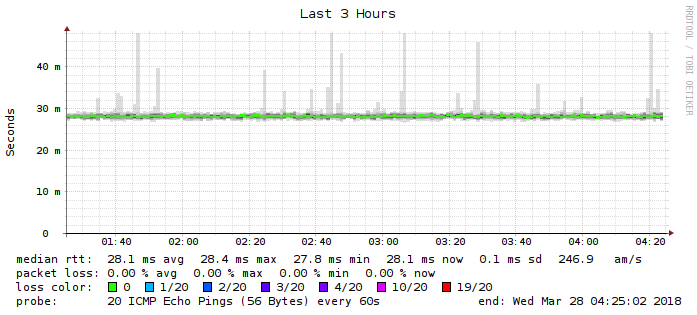 Last 3 Hours
RRDTOOL / TOBI OETIKER
Seconds
40 m
30 m
20 m
10 m
0
01:40 02:00 02:20 02:40 03:00 03:20 03:40 04:00 04:20
median rtt: 28.1 ms avg 28.4 ms max 27.8 ms min 28.1 ms now 0.1 ms sd 246.9 am/s
packet loss: 0.00 % avg 0.00 % max 0.00 % min 0.00 % now
loss color: 0 1/20 2/20 3/20 4/20 10/20 19/20
probe: 20 ICMP Echo Pings (56 Bytes) every 60s end: Wed Mar 28 04:25:02 2018